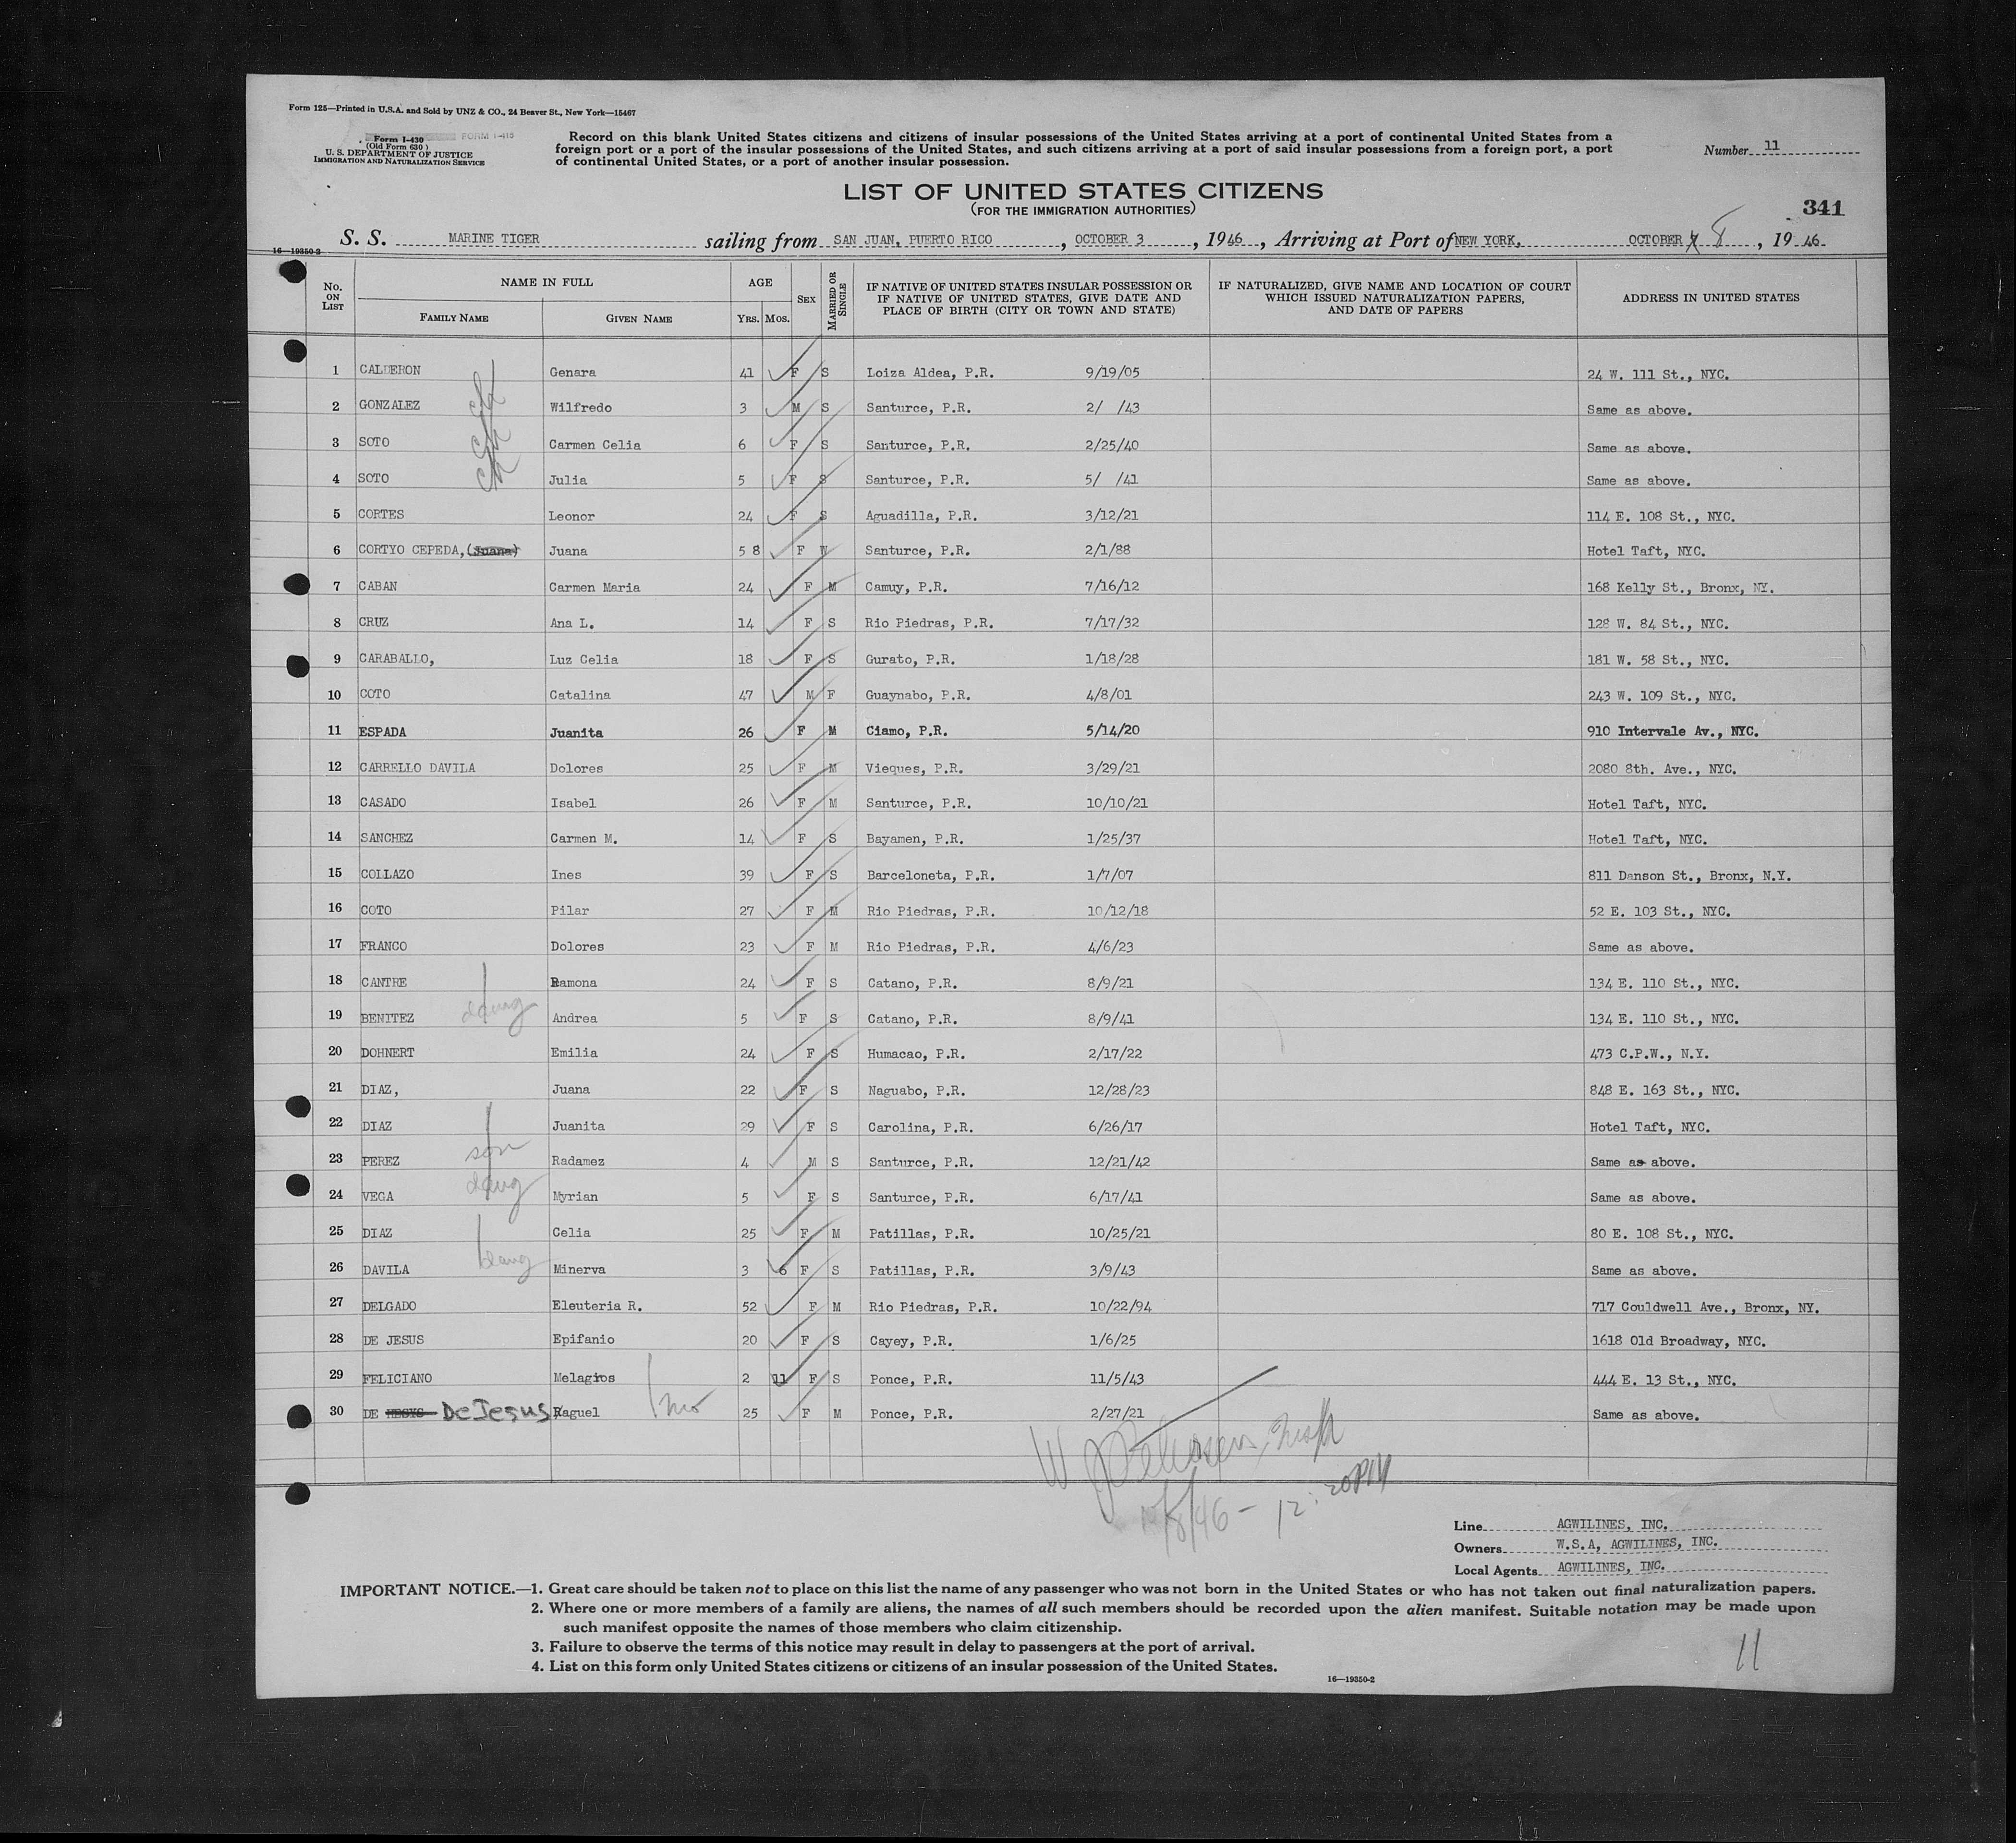 Form 125—Printed in U.S.A. and Sold by UNZ & CO., 24 Beaver St., New York—15467
Form I-430 FORM I-418
(Old Form 630)
U. S. DEPARTMENT OF JUSTICE
IMMIGRATION AND NATURALIZATION SERVICE
Record on this blank United States citizens and citizens of insular possessions of the United States arriving at a port of continental United States from a
foreign port or a port of the insular possessions of the United States, and such citizens arriving at a port of said insular possessions from a foreign port, a port
of continental United States, or a port of another insular possession.
Number 11
LIST OF UNITED STATES CITIZENS
(FOR THE IMMIGRATION AUTHORITIES)
341
S. S. MARINE TIGER sailing from SAN JUAN, PUERTO RICO, OCTOBER 3, 1946, Arriving at Port of NEW YORK, OCTOBER 8, 1946
16—19350-2
No. ON LIST NAME IN FULL FAMILY NAME GIVEN NAME AGE YRS. MOS. SEX MARRIED OR SINGLE IF NATIVE OF UNITED STATES INSULAR POSSESSION OR IF NATIVE OF UNITED STATES, GIVE DATE AND PLACE OF BIRTH (CITY OR TOWN AND STATE) IF NATURALIZED, GIVE NAME AND LOCATION OF COURT WHICH ISSUED NATURALIZATION PAPERS, AND DATE OF PAPERS ADDRESS IN UNITED STATES
1 CALDERON Genara 41 F S Loiza Aldea, P.R. 9/19/05 24 W. 111 St., NYC.
2 GONZALEZ ch Wilfredo 3 M S Santurce, P.R. 2/ /43 Same as above.
3 SOTO ch Carmen Celia 6 F S Santurce, P.R. 2/25/40 Same as above.
4 SOTO ch Julia 5 F S Santurce, P.R. 5/ /41 Same as above.
5 CORTES Leonor 24 F S Aguadilla, P.R. 3/12/21 114 E. 108 St., NYC.
6 CORTYO CEPEDA, (Juana) Juana 5 8 F W Santurce, P.R. 2/1/88 Hotel Taft, NYC.
7 CABAN Carmen Maria 24 F M Camuy, P.R. 7/16/12 168 Kelly St., Bronx, NY.
8 CRUZ Ana L. 14 F S Rio Piedras, P.R. 7/17/32 128 W. 84 St., NYC.
9 CARABALLO, Luz Celia 18 F S Gurato, P.R. 1/18/28 181 W. 58 St., NYC.
10 COTO Catalina 47 M F Guaynabo, P.R. 4/8/01 243 W. 109 St., NYC.
11 ESPADA Juanita 26 F M Ciamo, P.R. 5/14/20 910 Intervale Av., NYC.
12 CARRELLO DAVILA Dolores 25 F M Vieques, P.R. 3/29/21 2080 8th. Ave., NYC.
13 CASADO Isabel 26 F M Santurce, P.R. 10/10/21 Hotel Taft, NYC.
14 SANCHEZ Carmen M. 14 F S Bayamen, P.R. 1/25/37 Hotel Taft, NYC.
15 COLLAZO Ines 39 F S Barceloneta, P.R. 1/7/07 811 Danson St., Bronx, N.Y.
16 COTO Pilar 27 F M Rio Piedras, P.R. 10/12/18 52 E. 103 St., NYC.
17 FRANCO Dolores 23 F M Rio Piedras, P.R. 4/6/23 Same as above.
18 CANTRE Ramona 24 F S Catano, P.R. 8/9/21 134 E. 110 St., NYC.
19 BENITEZ daug Andrea 5 F S Catano, P.R. 8/9/41 134 E. 110 St., NYC.
20 DOHNERT Emilia 24 F S Humacao, P.R. 2/17/22 473 C.P.W., N.Y.
21 DIAZ, Juana 22 F S Naguabo, P.R. 12/28/23 848 E. 163 St., NYC.
22 DIAZ Juanita 29 F S Carolina, P.R. 6/26/17 Hotel Taft, NYC.
23 PEREZ son Radamez 4 M S Santurce, P.R. 12/21/42 Same as above.
24 VEGA daug Myrian 5 F S Santurce, P.R. 6/17/41 Same as above.
25 DIAZ Celia 25 F M Patillas, P.R. 10/25/21 80 E. 108 St., NYC.
26 DAVILA daug Minerva 3 6 F S Patillas, P.R. 3/9/43 Same as above.
27 DELGADO Eleuteria R. 52 F M Rio Piedras, P.R. 10/22/94 717 Couldwell Ave., Bronx, NY.
28 DE JESUS Epifanio 20 F S Cayey, P.R. 1/6/25 1618 Old Broadway, NYC.
29 FELICIANO Melagros 2 11 F S Ponce, P.R. 11/5/43 444 E. 13 St., NYC.
30 DE DeJesus Raguel 25 F M Ponce, P.R. 2/27/21 Same as above.
10/8/46 - 12:20PM
Line AGWILINES, INC.
Owners W.S.A, AGWILINES, INC.
Local Agents AGWILINES, INC.
IMPORTANT NOTICE.—1. Great care should be taken not to place on this list the name of any passenger who was not born in the United States or who has not taken out final naturalization papers.
2. Where one or more members of a family are aliens, the names of all such members should be recorded upon the alien manifest. Suitable notation may be made upon
such manifest opposite the names of those members who claim citizenship.
3. Failure to observe the terms of this notice may result in delay to passengers at the port of arrival.
4. List on this form only United States citizens or citizens of an insular possession of the United States.
16—19350-2
11